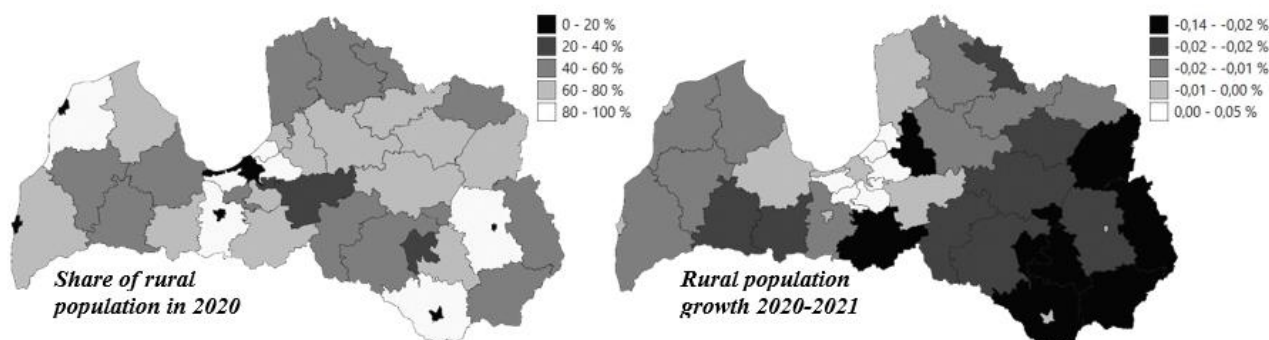 0 - 20 %
20 - 40 %
40 - 60 %
60 - 80 %
80 - 100 %
Share of rural
population in 2020
-0,14 - -0,02 %
-0,02 - -0,02 %
-0,02 - -0,01 %
-0,01 - 0,00 %
0,00 - 0,05 %
Rural population
growth 2020-2021